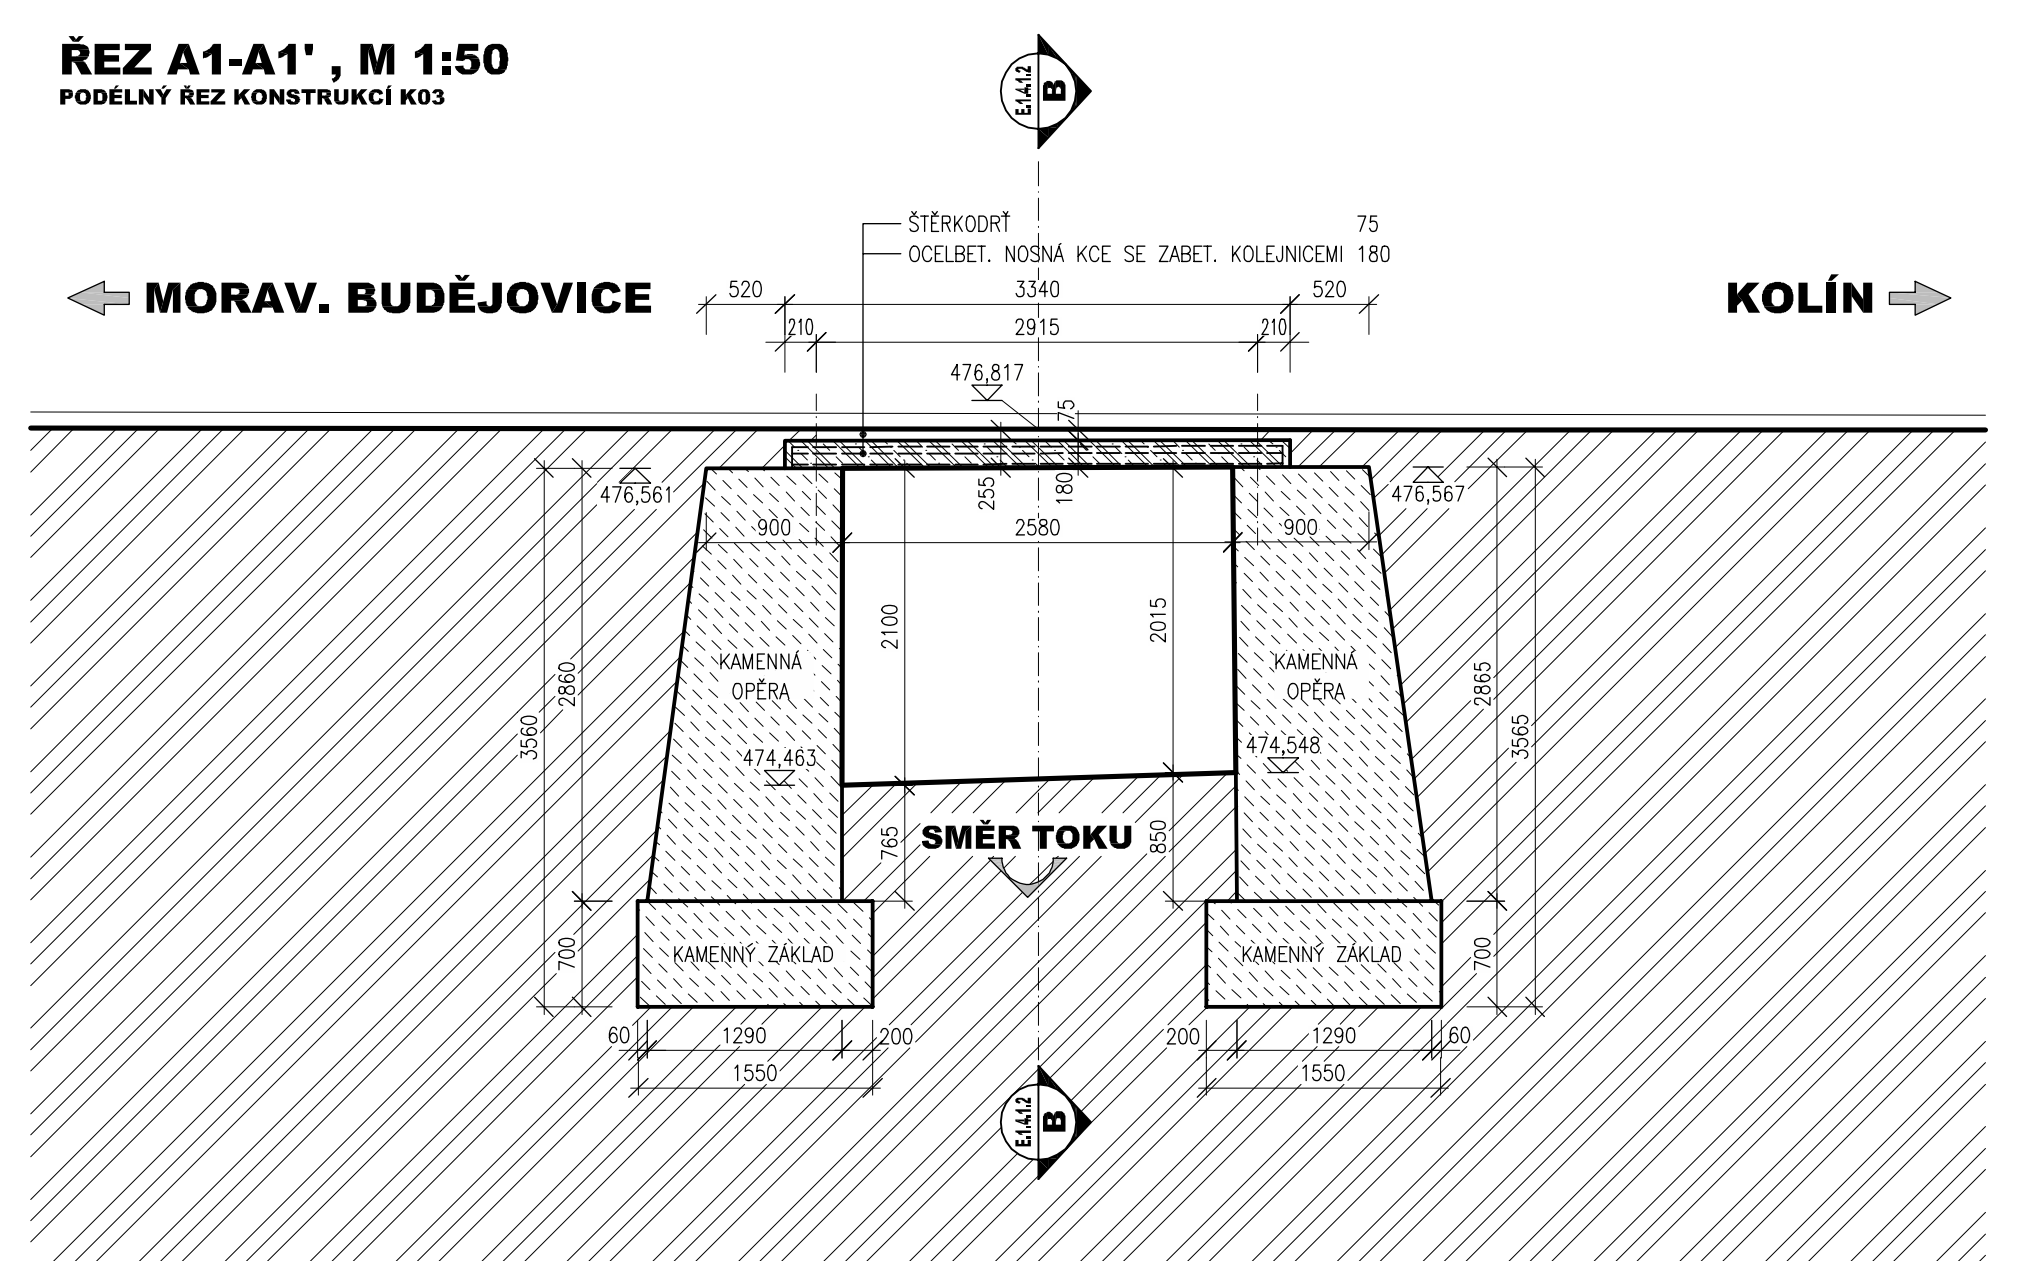 ŘEZ A1-A1' , M 1:50
PODÉLNÝ ŘEZ KONSTRUKCÍ K03
E.1.4.1.2
B
ŠTĚRKODRŤ 75
OCELBET. NOSNÁ KCE SE ZABET. KOLEJNICEMI 180
MORAV. BUDĚJOVICE
KOLÍN
520 3340 520
210 2915 210
476,817
75
476,561
255
180
476,567
900 2580 900
2100
2015
KAMENNÁ
OPĚRA
KAMENNÁ
OPĚRA
2860
3560
2865
3565
474,463
474,548
SMĚR TOKU
765
850
700
KAMENNÝ ZÁKLAD
KAMENNÝ ZÁKLAD
700
60 1290 200
200 1290 60
1550
1550
E.1.4.1.2
B